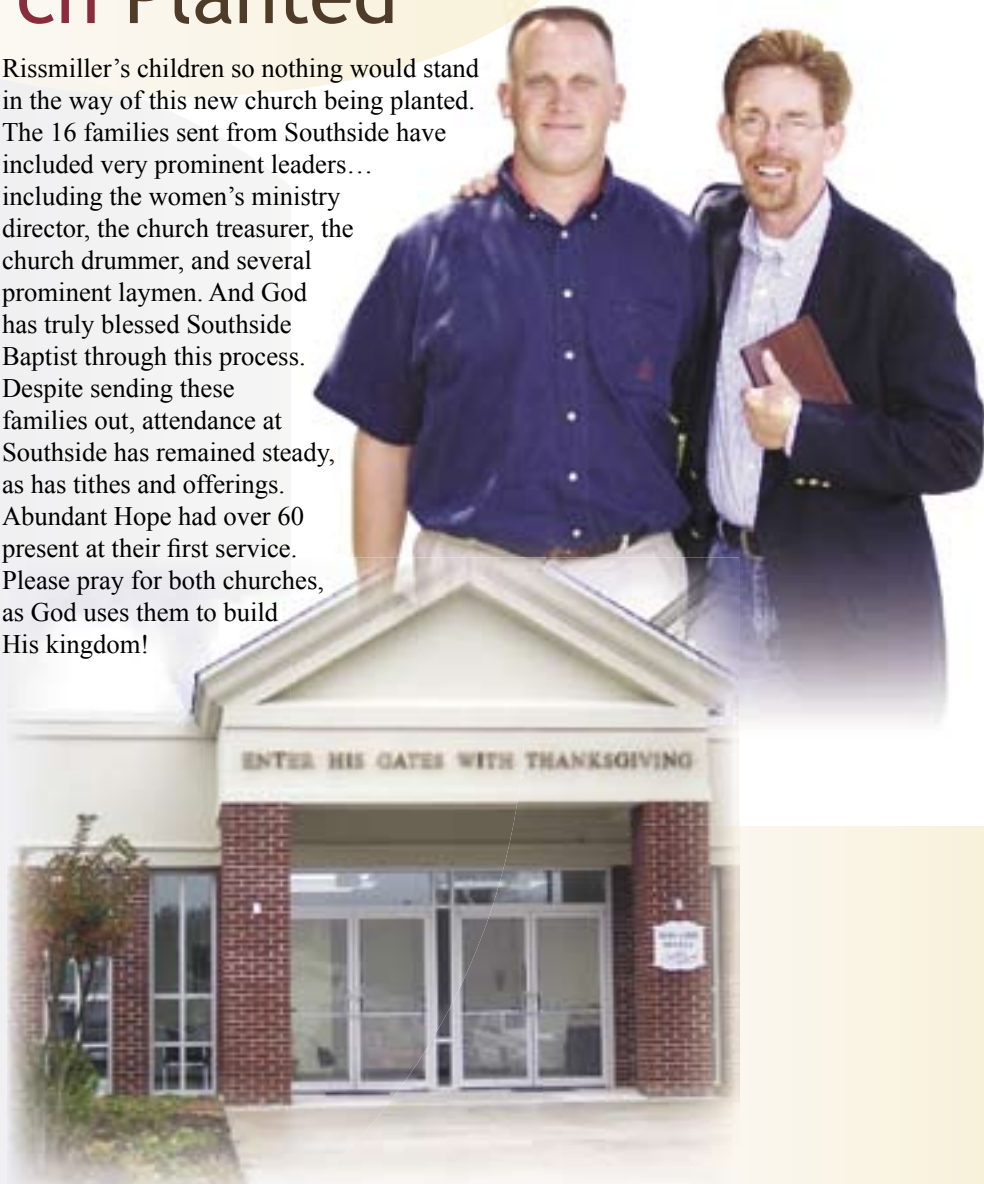 ch Planted
Rissmiller’s children so nothing would stand
in the way of this new church being planted.
The 16 families sent from Southside have
included very prominent leaders…
including the women’s ministry
director, the church treasurer, the
church drummer, and several
prominent laymen. And God
has truly blessed Southside
Baptist through this process.
Despite sending these
families out, attendance at
Southside has remained steady,
as has tithes and offerings.
Abundant Hope had over 60
present at their first service.
Please pray for both churches,
as God uses them to build
His kingdom!
ENTER HIS GATES WITH THANKSGIVING